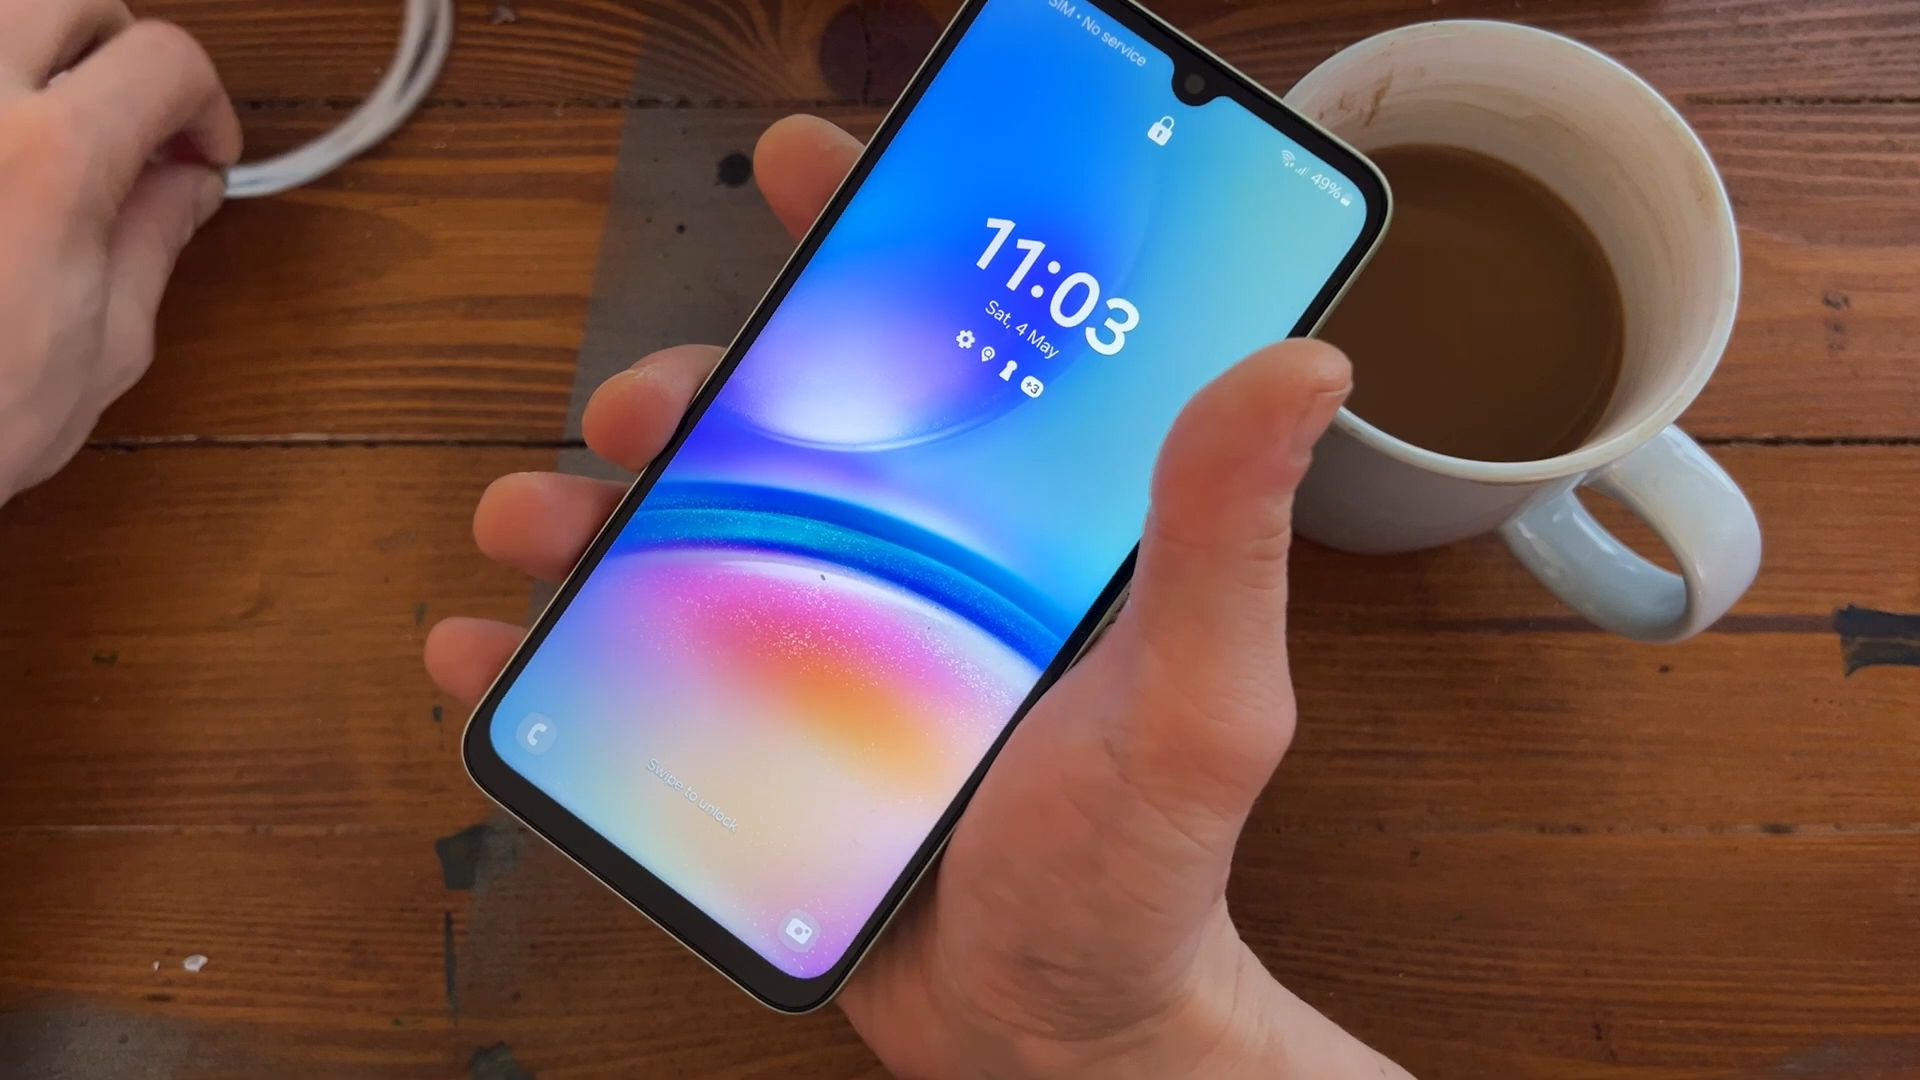 SIM • No service
49%
11:03
Sat, 4 May
+3
Swipe to unlock